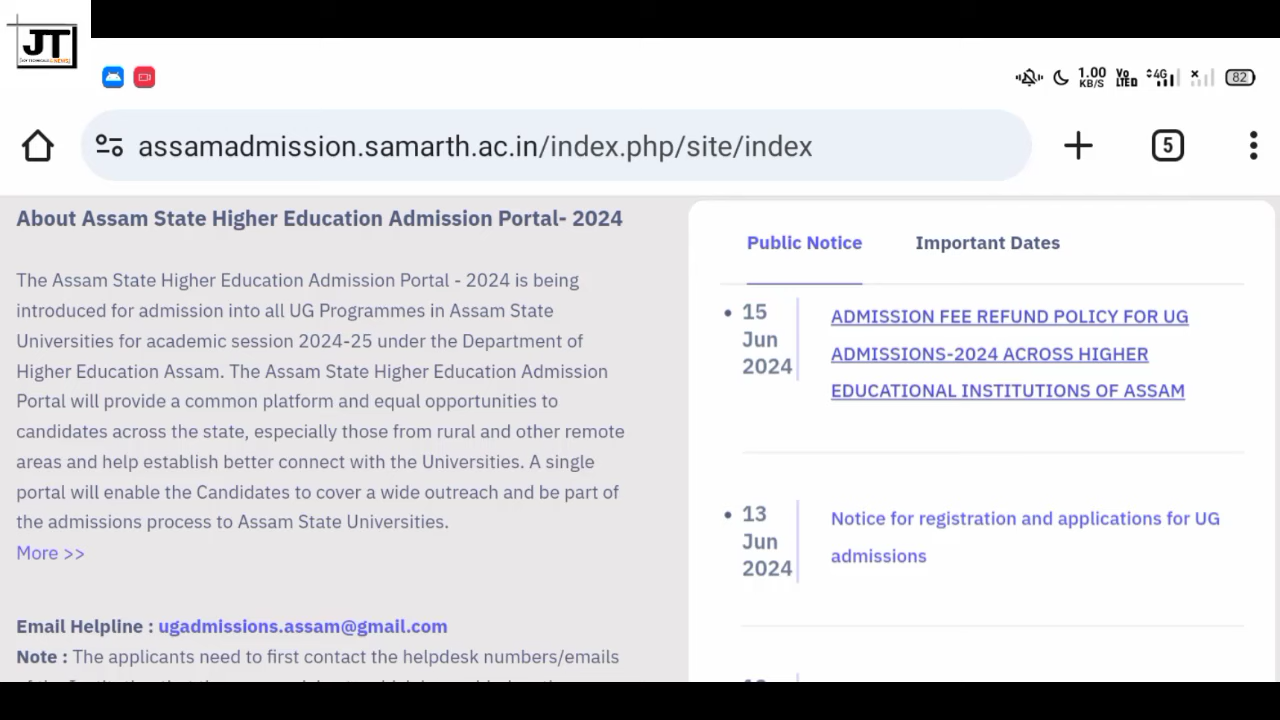 JT
1.00
KB/S
Vo
LTED
4G
82
assamadmission.samarth.ac.in/index.php/site/index
5
About Assam State Higher Education Admission Portal- 2024
The Assam State Higher Education Admission Portal - 2024 is being
introduced for admission into all UG Programmes in Assam State
Universities for academic session 2024-25 under the Department of
Higher Education Assam. The Assam State Higher Education Admission
Portal will provide a common platform and equal opportunities to
candidates across the state, especially those from rural and other remote
areas and help establish better connect with the Universities. A single
portal will enable the Candidates to cover a wide outreach and be part of
the admissions process to Assam State Universities.
More >>
Email Helpline : ugadmissions.assam@gmail.com
Note : The applicants need to first contact the helpdesk numbers/emails
Public Notice
Important Dates
15
Jun
2024
ADMISSION FEE REFUND POLICY FOR UG
ADMISSIONS-2024 ACROSS HIGHER
EDUCATIONAL INSTITUTIONS OF ASSAM
13
Jun
2024
Notice for registration and applications for UG
admissions